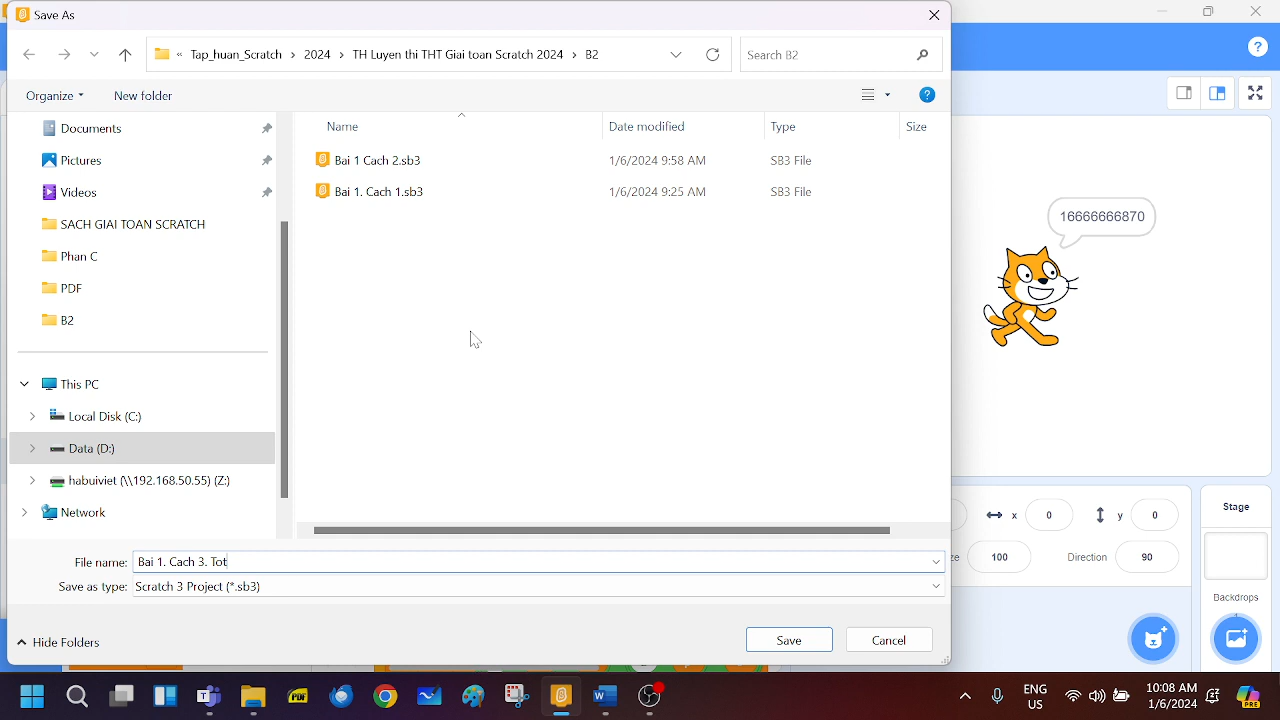 Save As
« Tap_huan_Scratch › 2024 › TH Luyen thi THT Giai toan Scratch 2024 › B2
Search B2
Organize
New folder
Name
Date modified
Type
Size
Documents
Pictures
Videos
SACH GIAI TOAN SCRATCH
Phan C
PDF
B2
This PC
Local Disk (C:)
Data (D:)
habuiviet (\\192.168.50.55) (Z:)
Network
Bai 1 Cach 2.sb3 1/6/2024 9:58 AM SB3 File
Bai 1. Cach 1.sb3 1/6/2024 9:25 AM SB3 File
File name: Bai 1. Cach 3. Tot
Save as type: Scratch 3 Project (*.sb3)
Hide Folders
Save
Cancel
16666666870
x 0
y 0
100
Direction 90
Stage
Backdrops
PDF
ENG
US
10:08 AM
1/6/2024
PRE